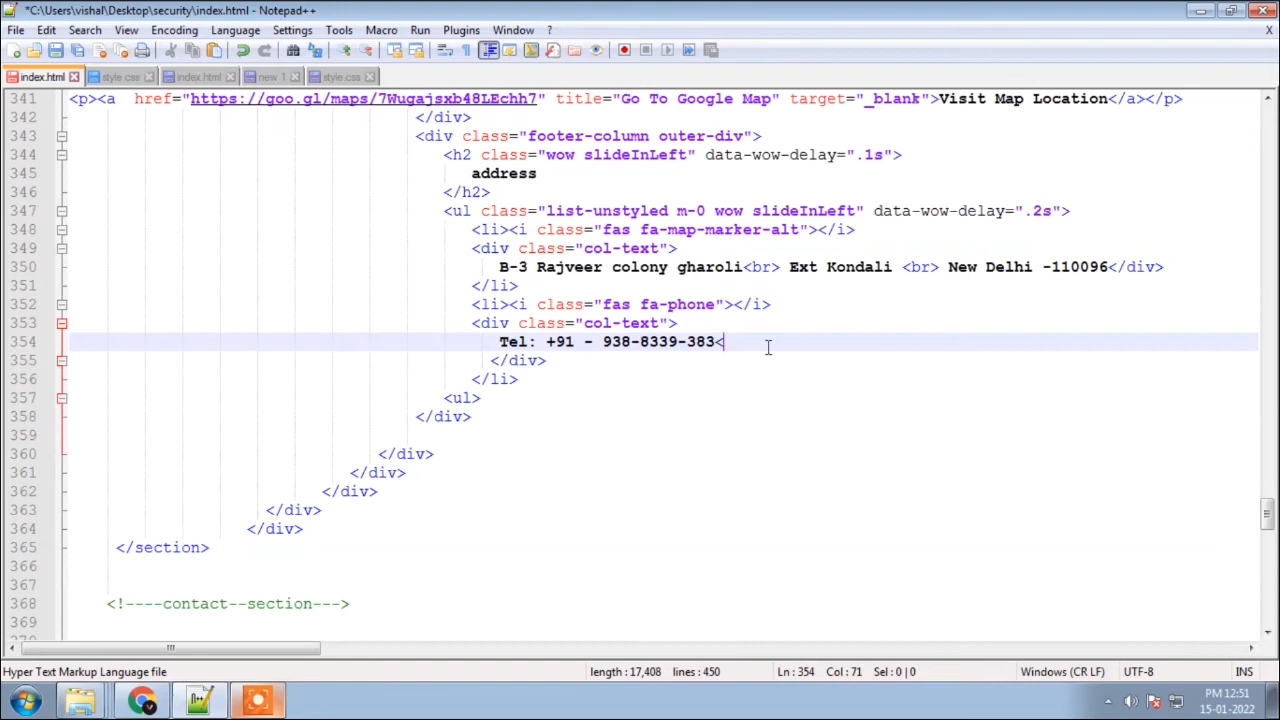 *C:\Users\vishal\Desktop\security\index.html - Notepad++
File Edit Search View Encoding Language Settings Tools Macro Run Plugins Window ? X
index.html style.css index.html new 1 style.css
341 <p><a href="https://goo.gl/maps/7Wugajsxb48LEchh7" title="Go To Google Map" target="_blank">Visit Map Location</a></p>
342 </div>
343 <div class="footer-column outer-div">
344 <h2 class="wow slideInLeft" data-wow-delay=".1s">
345 address
346 </h2>
347 <ul class="list-unstyled m-0 wow slideInLeft" data-wow-delay=".2s">
348 <li><i class="fas fa-map-marker-alt"></i>
349 <div class="col-text">
350 B-3 Rajveer colony gharoli<br> Ext Kondali <br> New Delhi -110096</div>
351 </li>
352 <li><i class="fas fa-phone"></i>
353 <div class="col-text">
354 Tel: +91 - 938-8339-383<
355 </div>
356 </li>
357 <ul>
358 </div>
359
360 </div>
361 </div>
362 </div>
363 </div>
364 </div>
365 </section>
366
367
368 <!----contact--section--->
369
Hyper Text Markup Language file length : 17,408 lines : 450 Ln : 354 Col : 71 Sel : 0 | 0 Windows (CR LF) UTF-8 INS
PM 12:51
15-01-2022